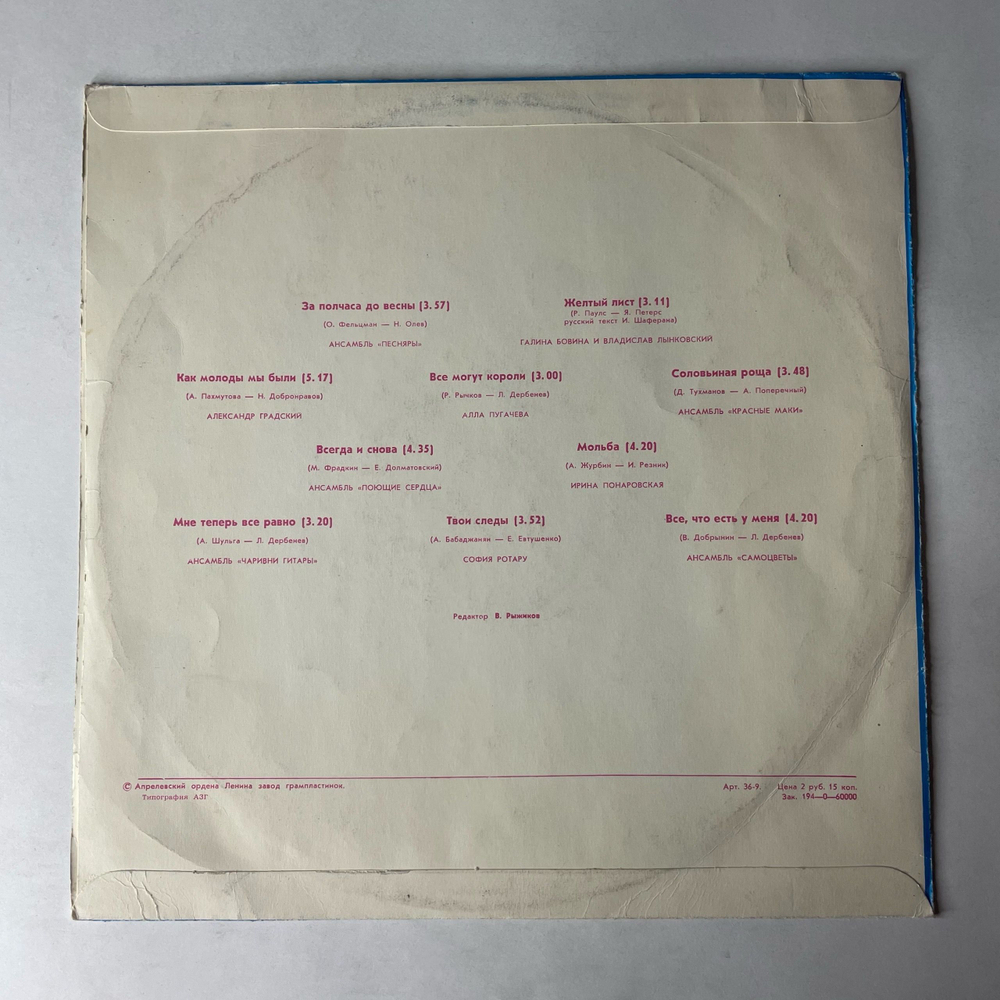 За полчаса до весны (3.57)
(О. Фельцман — Н. Олев)
АНСАМБЛЬ «ПЕСНЯРЫ»
Желтый лист (3.11)
(Р. Паулс — Я. Петерс
русский текст И. Шаферана)
ГАЛИНА БОВИНА И ВЛАДИСЛАВ ЛЫНКОВСКИЙ
Как молоды мы были (5.17)
(А. Пахмутова — Н. Добронравов)
АЛЕКСАНДР ГРАДСКИЙ
Все могут короли (3.00)
(Р. Рычков — Л. Дербенев)
АЛЛА ПУГАЧЕВА
Соловьиная роща (3.48)
(Д. Тухманов — А. Поперечный)
АНСАМБЛЬ «КРАСНЫЕ МАКИ»
Всегда и снова (4.35)
(М. Фрадкин — Е. Долматовский)
АНСАМБЛЬ «ПОЮЩИЕ СЕРДЦА»
Мольба (4.20)
(А. Журбин — И. Резник)
ИРИНА ПОНАРОВСКАЯ
Мне теперь все равно (3.20)
(А. Шульга — Л. Дербенев)
АНСАМБЛЬ «ЧАРИВНИ ГИТАРЫ»
Твои следы (3.52)
(А. Бабаджанян — Е. Евтушенко)
СОФИЯ РОТАРУ
Все, что есть у меня (4.20)
(В. Добрынин — Л. Дербенев)
АНСАМБЛЬ «САМОЦВЕТЫ»
Редактор В. Рыжиков
© Апрелевский ордена Ленина завод грампластинок.
Типография АЗГ
Арт. 36-9. Цена 2 руб. 15 коп.
Зак. 194—0—60000